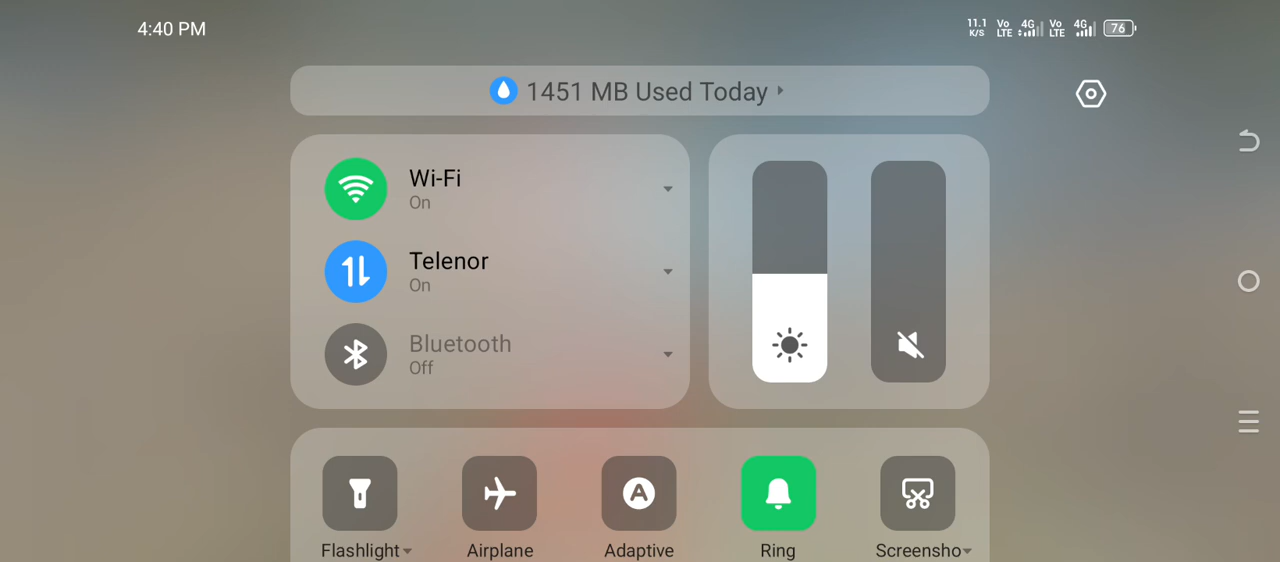 4:40 PM
11.1 K/S Vo LTE 4G Vo LTE 4G 76
1451 MB Used Today
Wi-Fi
On
Telenor
On
Bluetooth
Off
A
Flashlight Airplane Adaptive Ring Screensho